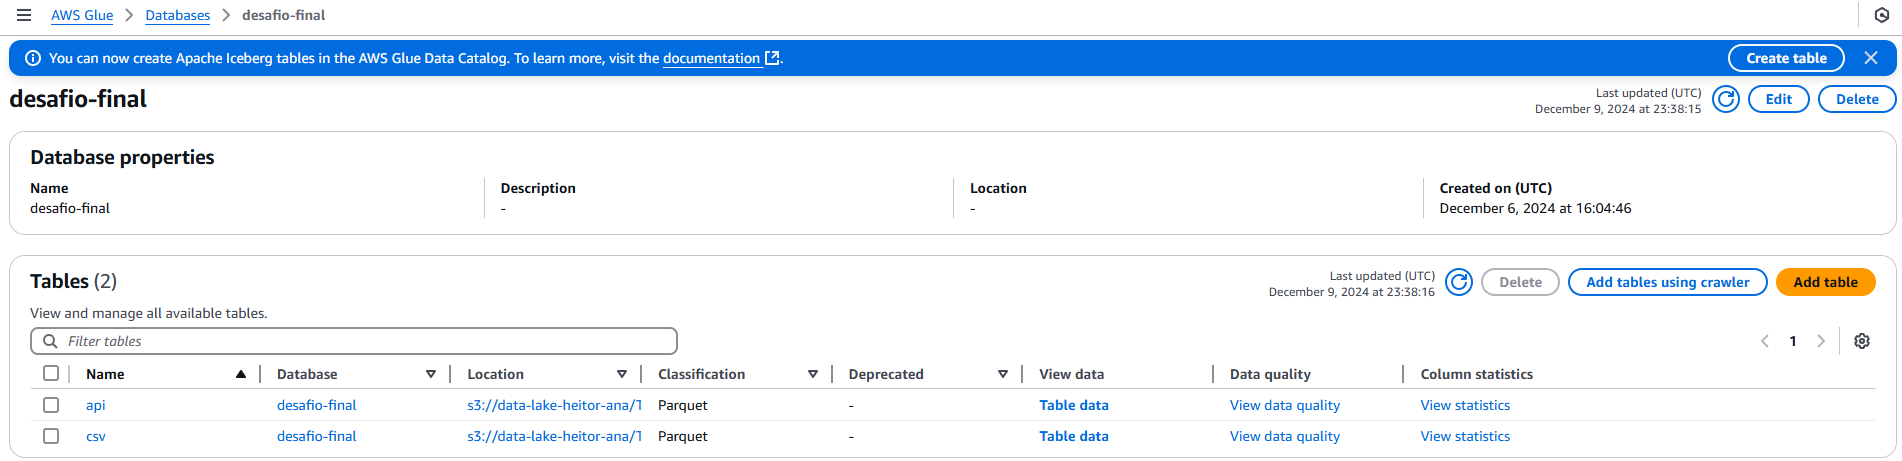 AWS Glue > Databases > desafio-final
You can now create Apache Iceberg tables in the AWS Glue Data Catalog. To learn more, visit the documentation. Create table
desafio-final
Last updated (UTC)
December 9, 2024 at 23:38:15
Edit Delete
Database properties
Name Description Location Created on (UTC)
desafio-final - - December 6, 2024 at 16:04:46
Tables (2)
Last updated (UTC)
December 9, 2024 at 23:38:16
Delete Add tables using crawler Add table
View and manage all available tables.
Filter tables
1
Name Database Location Classification Deprecated View data Data quality Column statistics
api desafio-final s3://data-lake-heitor-ana/T Parquet - Table data View data quality View statistics
csv desafio-final s3://data-lake-heitor-ana/T Parquet - Table data View data quality View statistics